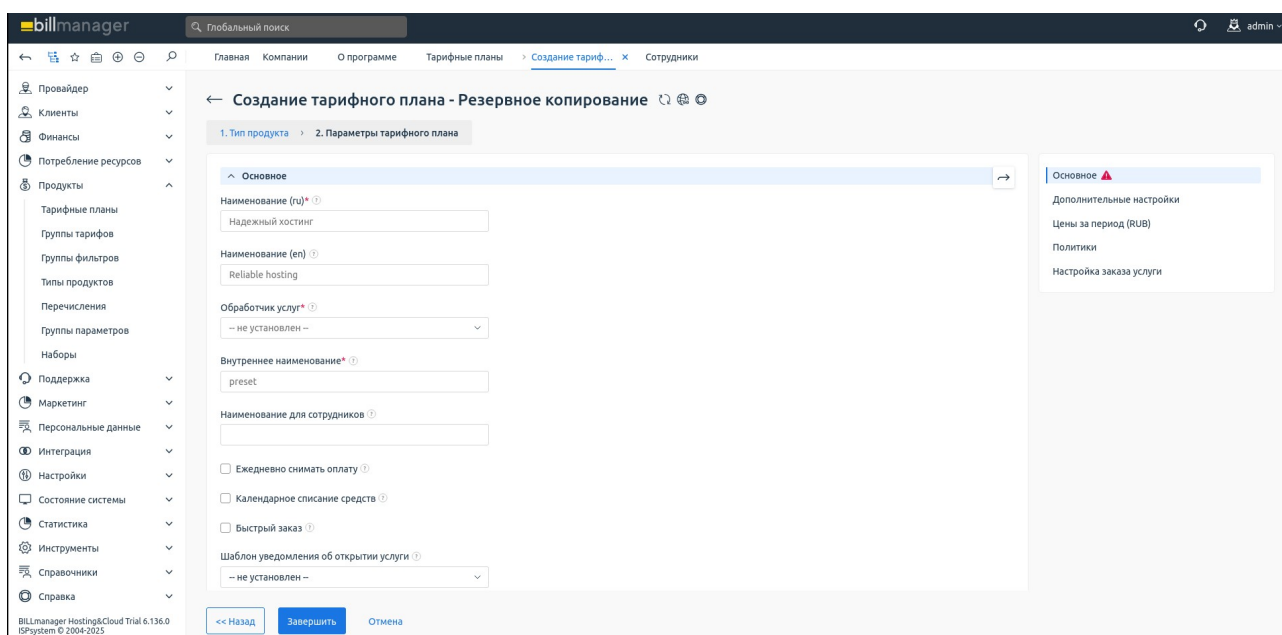 billmanager
Глобальный поиск
admin
Главная Компании О программе Тарифные планы Создание тариф... × Сотрудники
Провайдер
Клиенты
Финансы
Потребление ресурсов
Продукты
Тарифные планы
Группы тарифов
Группы фильтров
Типы продуктов
Перечисления
Группы параметров
Наборы
Поддержка
Маркетинг
Персональные данные
Интеграция
Настройки
Состояние системы
Статистика
Инструменты
Справочники
Справка
BILLmanager Hosting&Cloud Trial 6.136.0
ISPsystem © 2004-2025
Создание тарифного плана - Резервное копирование
1. Тип продукта > 2. Параметры тарифного плана
Основное
Наименование (ru)*
Надежный хостинг
Наименование (en)
Reliable hosting
Обработчик услуг*
-- не установлен --
Внутреннее наименование*
preset
Наименование для сотрудников
Ежедневно снимать оплату
Календарное списание средств
Быстрый заказ
Шаблон уведомления об открытии услуги
-- не установлен --
<< Назад
Завершить
Отмена
Основное
Дополнительные настройки
Цены за период (RUB)
Политики
Настройка заказа услуги